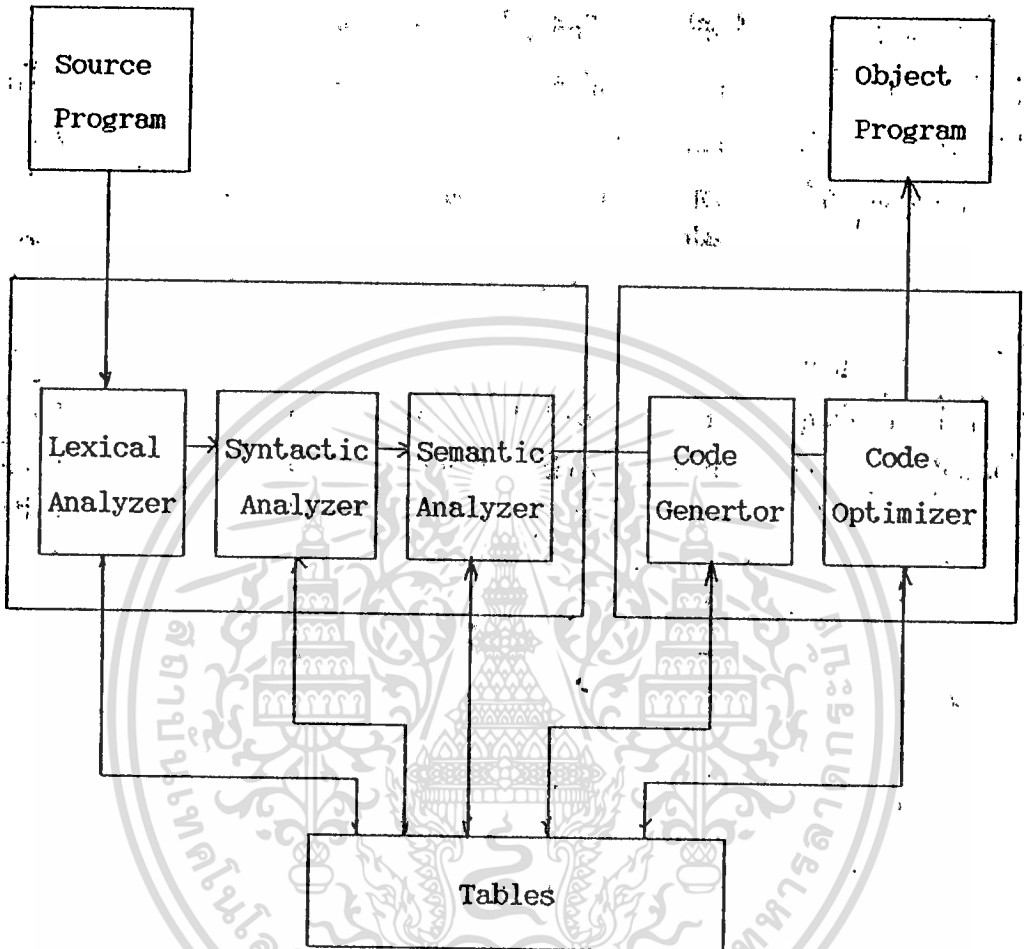 Source
Program
Object
Program
Lexical
Analyzer
Syntactic
Analyzer
Semantic
Analyzer
Code
Genertor
Code
Optimizer
Tables